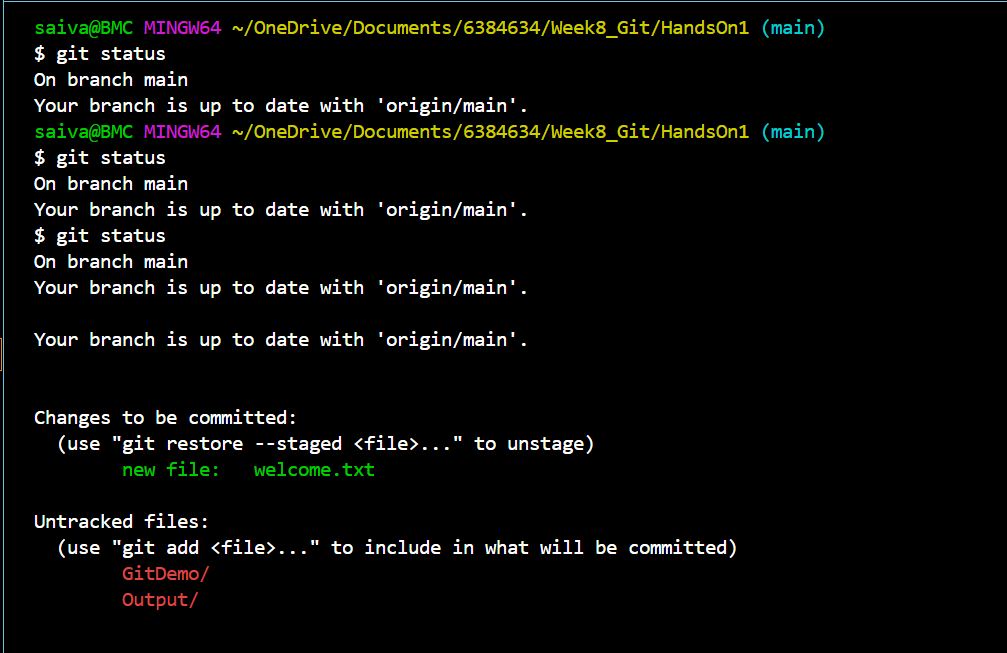 saiva@BMC MINGW64 ~/OneDrive/Documents/6384634/Week8_Git/HandsOn1 (main)
$ git status
On branch main
Your branch is up to date with 'origin/main'.
saiva@BMC MINGW64 ~/OneDrive/Documents/6384634/Week8_Git/HandsOn1 (main)
$ git status
On branch main
Your branch is up to date with 'origin/main'.
$ git status
On branch main
Your branch is up to date with 'origin/main'.
Your branch is up to date with 'origin/main'.
Changes to be committed:
(use "git restore --staged <file>..." to unstage)
new file: welcome.txt
Untracked files:
(use "git add <file>..." to include in what will be committed)
GitDemo/
Output/